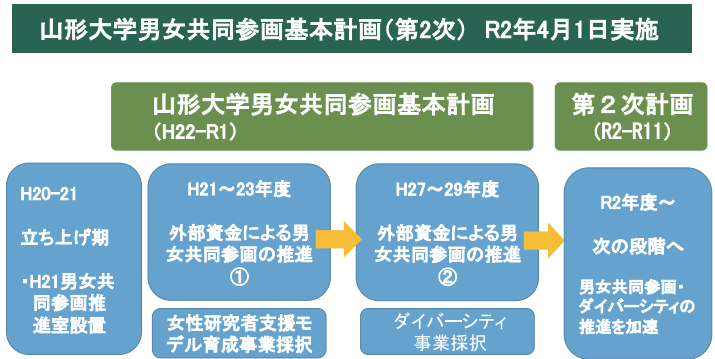 山形大学男女共同参画基本計画（第2次） R2年4月1日実施
山形大学男女共同参画基本計画
（H22-R1）
第２次計画
（R2-R11）
H20-21
立ち上げ期
・H21男女共
同参画推
進室設置
H21～23年度
外部資金による男
女共同参画の推進
①
女性研究者支援モ
デル育成事業採択
H27～29年度
外部資金による男
女共同参画の推進
②
ダイバーシティ
事業採択
R2年度～
次の段階へ
男女共同参画・
ダイバーシティの
推進を加速